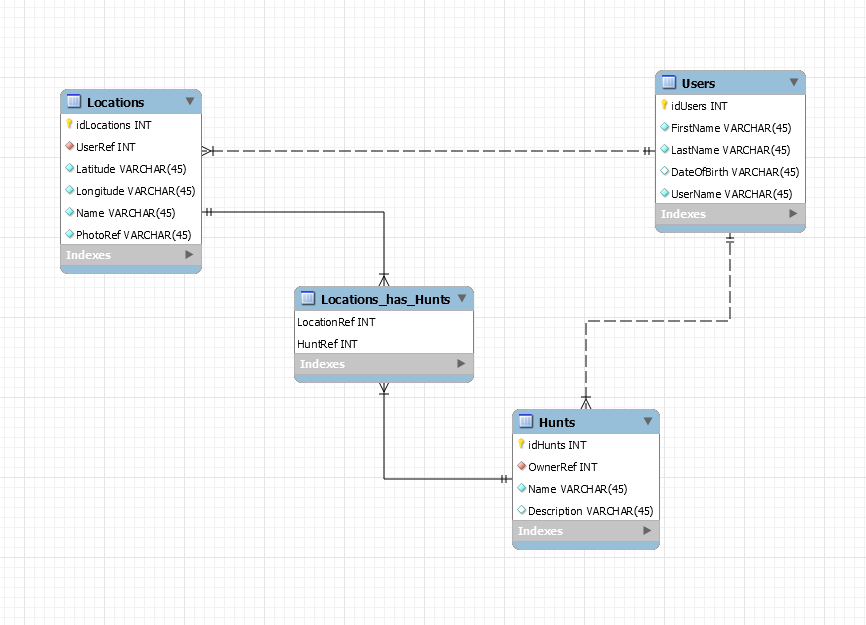 Locations
idLocations INT
UserRef INT
Latitude VARCHAR(45)
Longitude VARCHAR(45)
Name VARCHAR(45)
PhotoRef VARCHAR(45)
Indexes
Users
idUsers INT
FirstName VARCHAR(45)
LastName VARCHAR(45)
DateOfBirth VARCHAR(45)
UserName VARCHAR(45)
Indexes
Locations_has_Hunts
LocationRef INT
HuntRef INT
Indexes
Hunts
idHunts INT
OwnerRef INT
Name VARCHAR(45)
Description VARCHAR(45)
Indexes